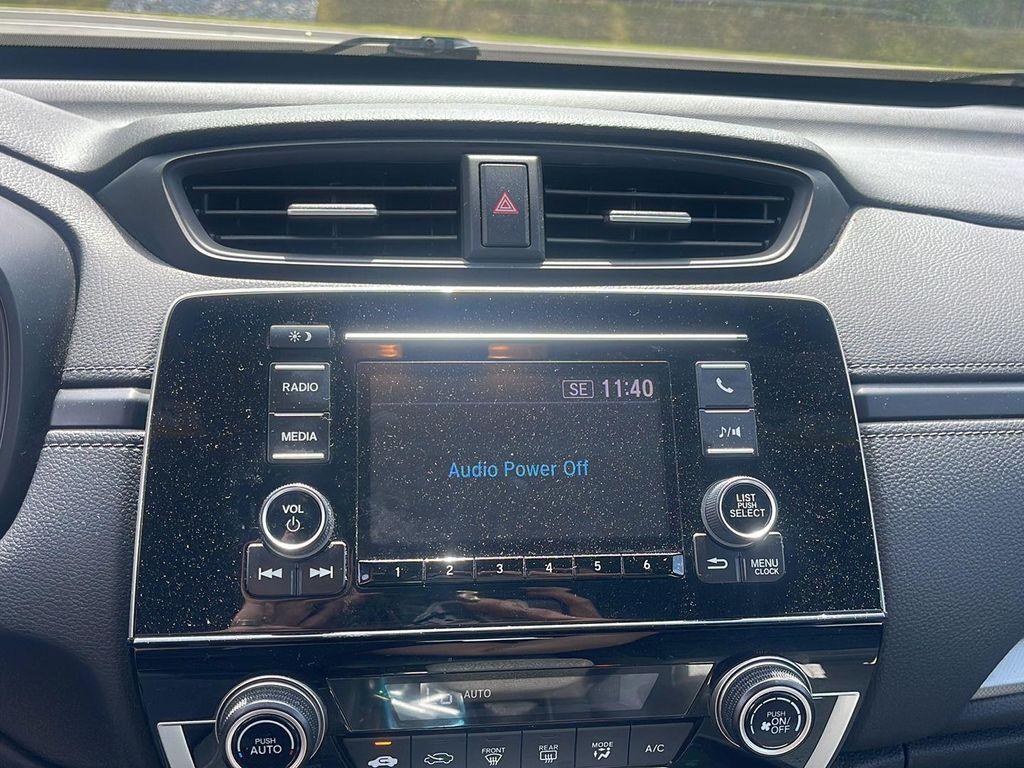 RADIO
SE 11:40
MEDIA
Audio Power Off
VOL
LIST
PUSH
SELECT
1 2 3 4 5 6
MENU
CLOCK
AUTO
PUSH
AUTO
FRONT
REAR
MODE
A/C
PUSH
ON/
OFF